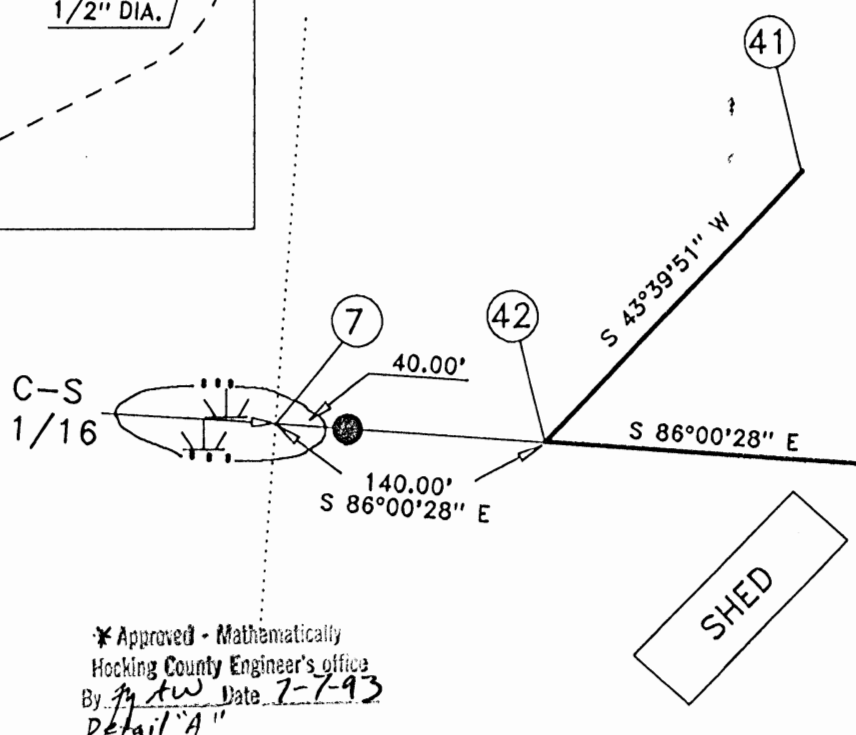 1/2" DIA.
41
S 43°39'51" W
7
42
40.00'
C-S
1/16
S 86°00'28" E
140.00'
S 86°00'28" E
SHED
* Approved - Mathematically
Hocking County Engineer's office
By Date 7-7-93
Detail "A"